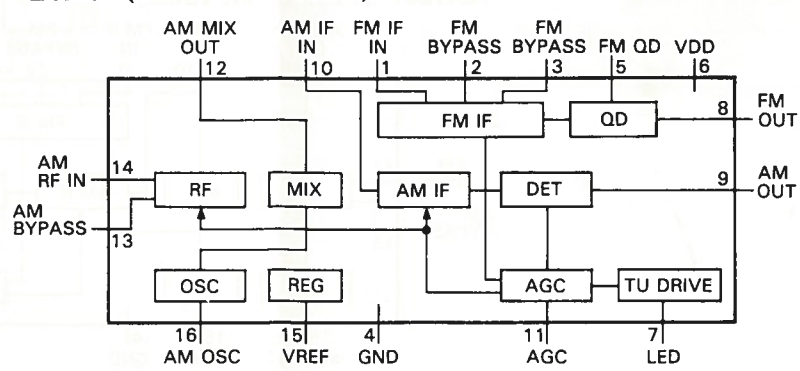 AM MIX OUT
12
AM IF IN
10
FM IF IN
1
FM BYPASS
2
FM BYPASS
3
FM QD
5
VDD
6
FM IF
QD
8
FM OUT
AM RF IN
14
RF
MIX
AM IF
DET
9
AM OUT
AM BYPASS
13
OSC
REG
AGC
TU DRIVE
16
AM OSC
15
VREF
4
GND
11
AGC
7
LED